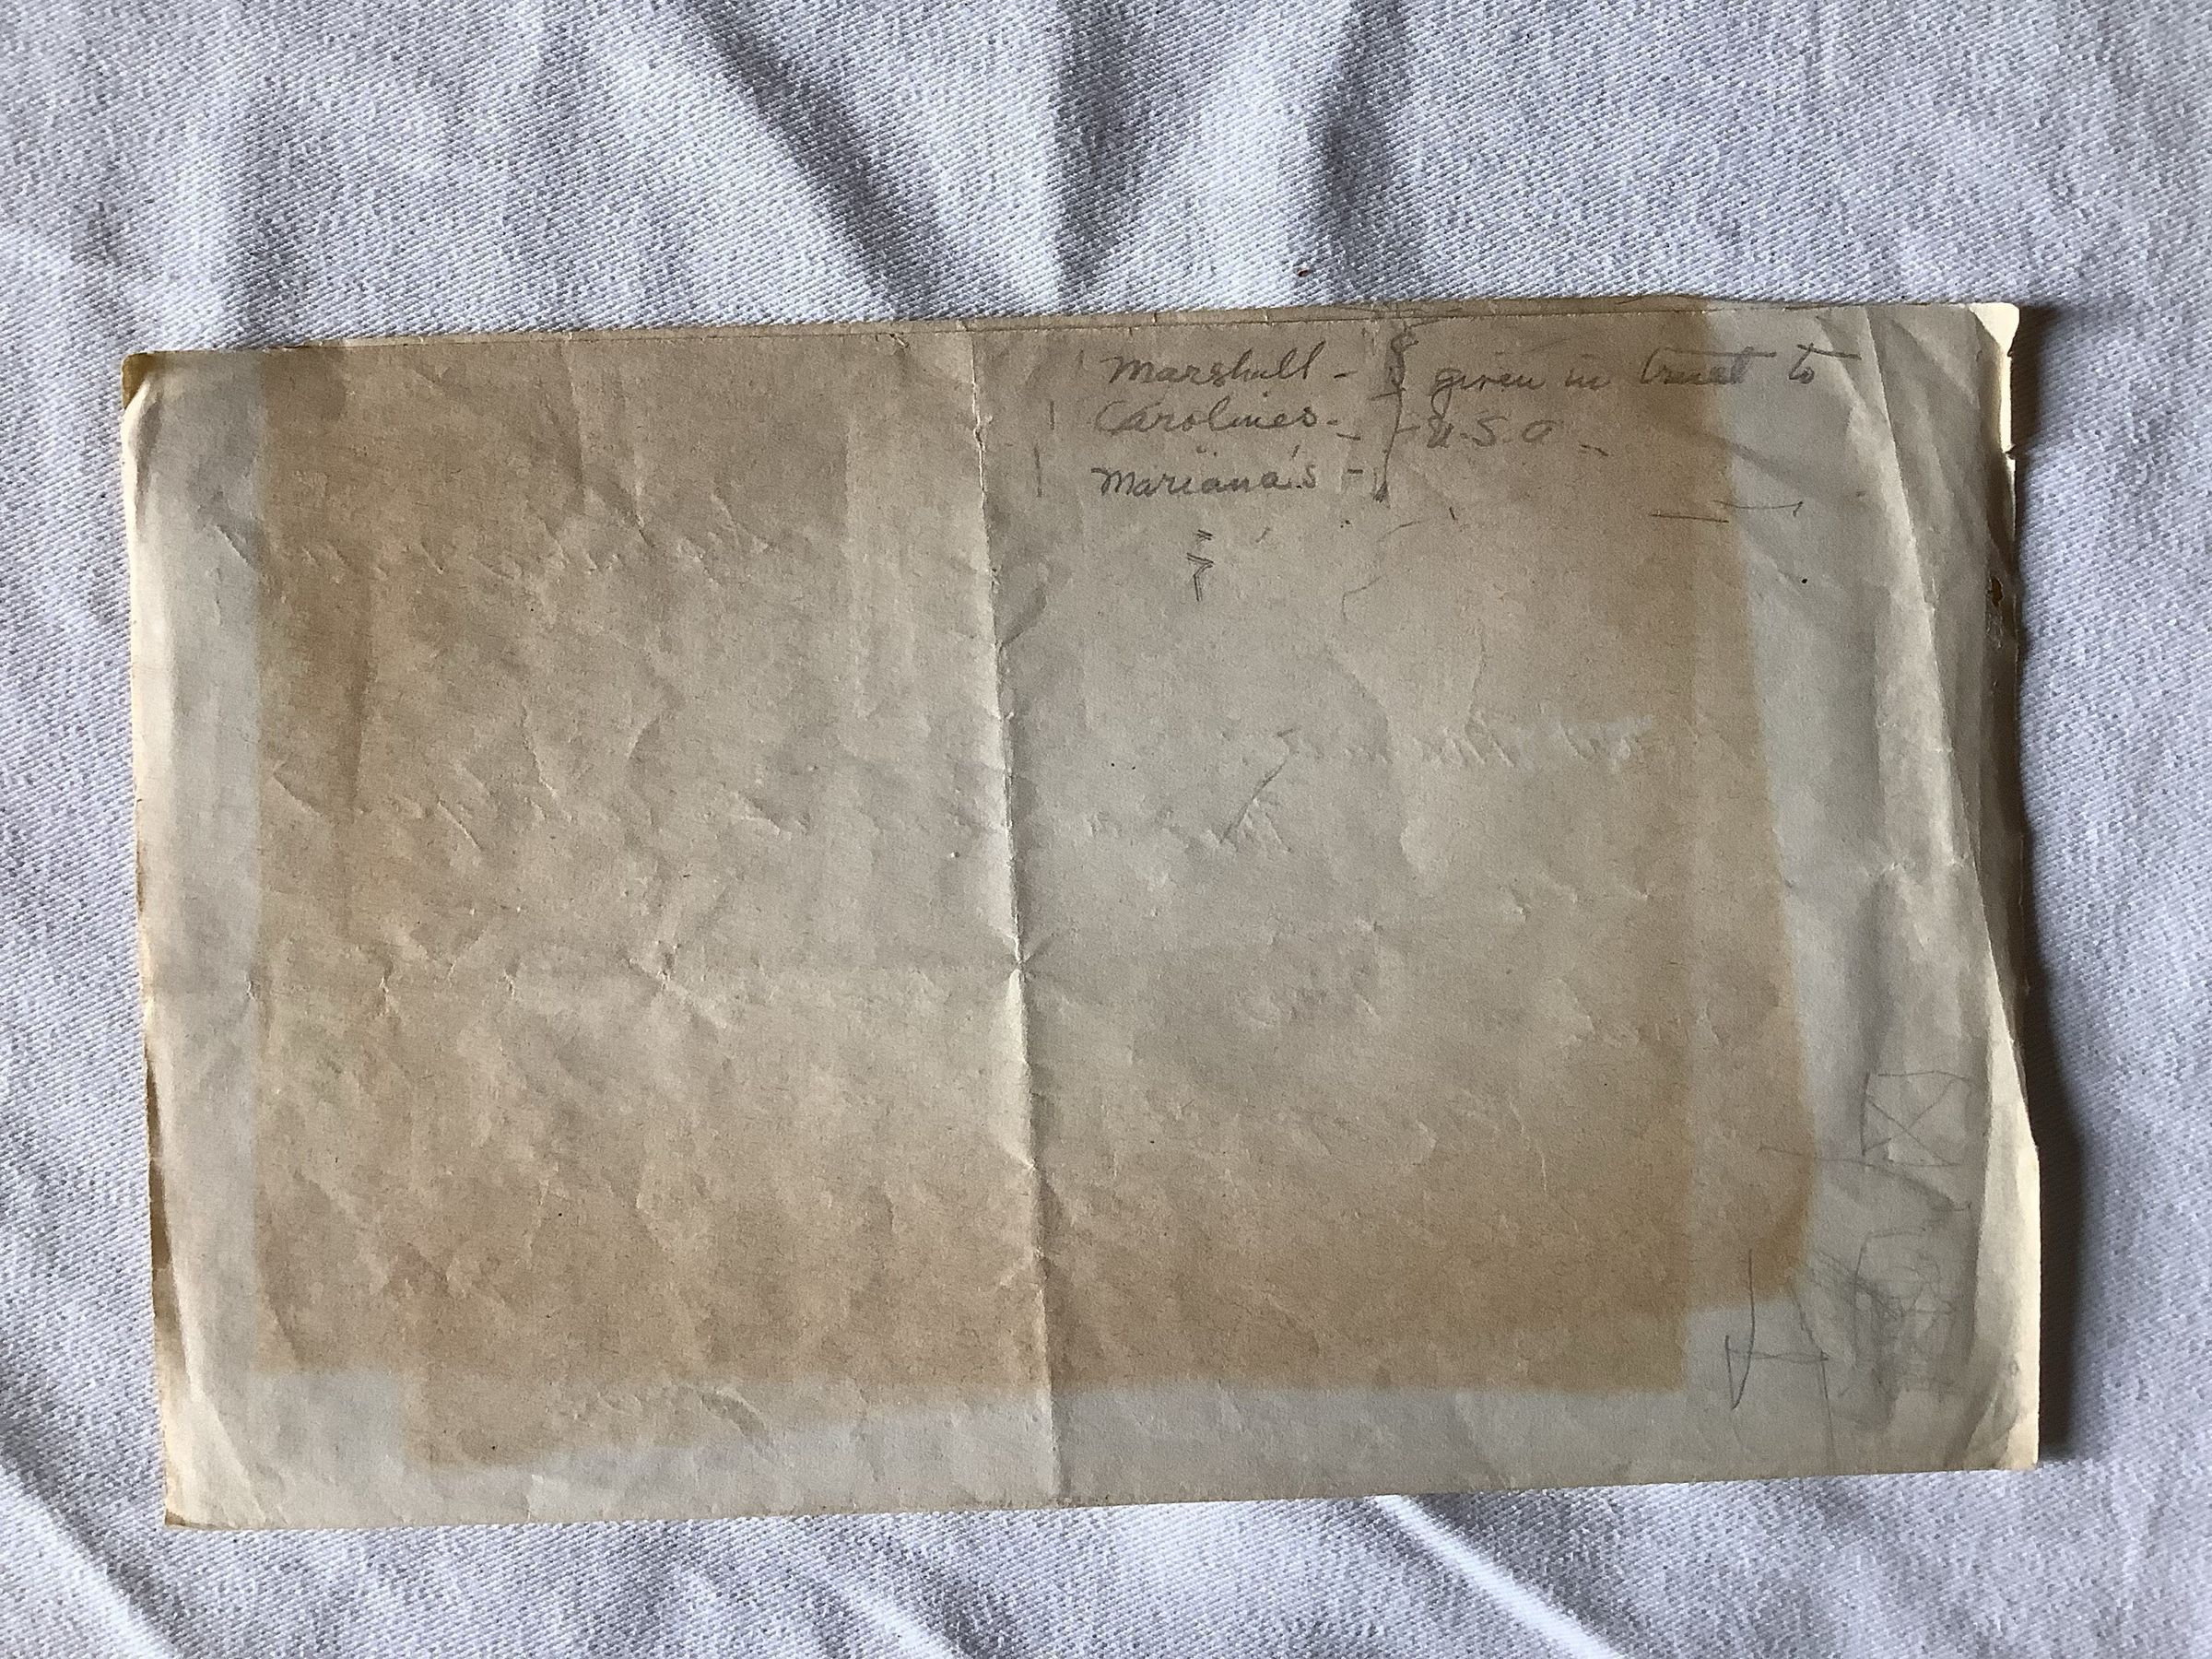 Marshall - } given in trust to
Carolines - } - U.S.A -
Mariana's - }